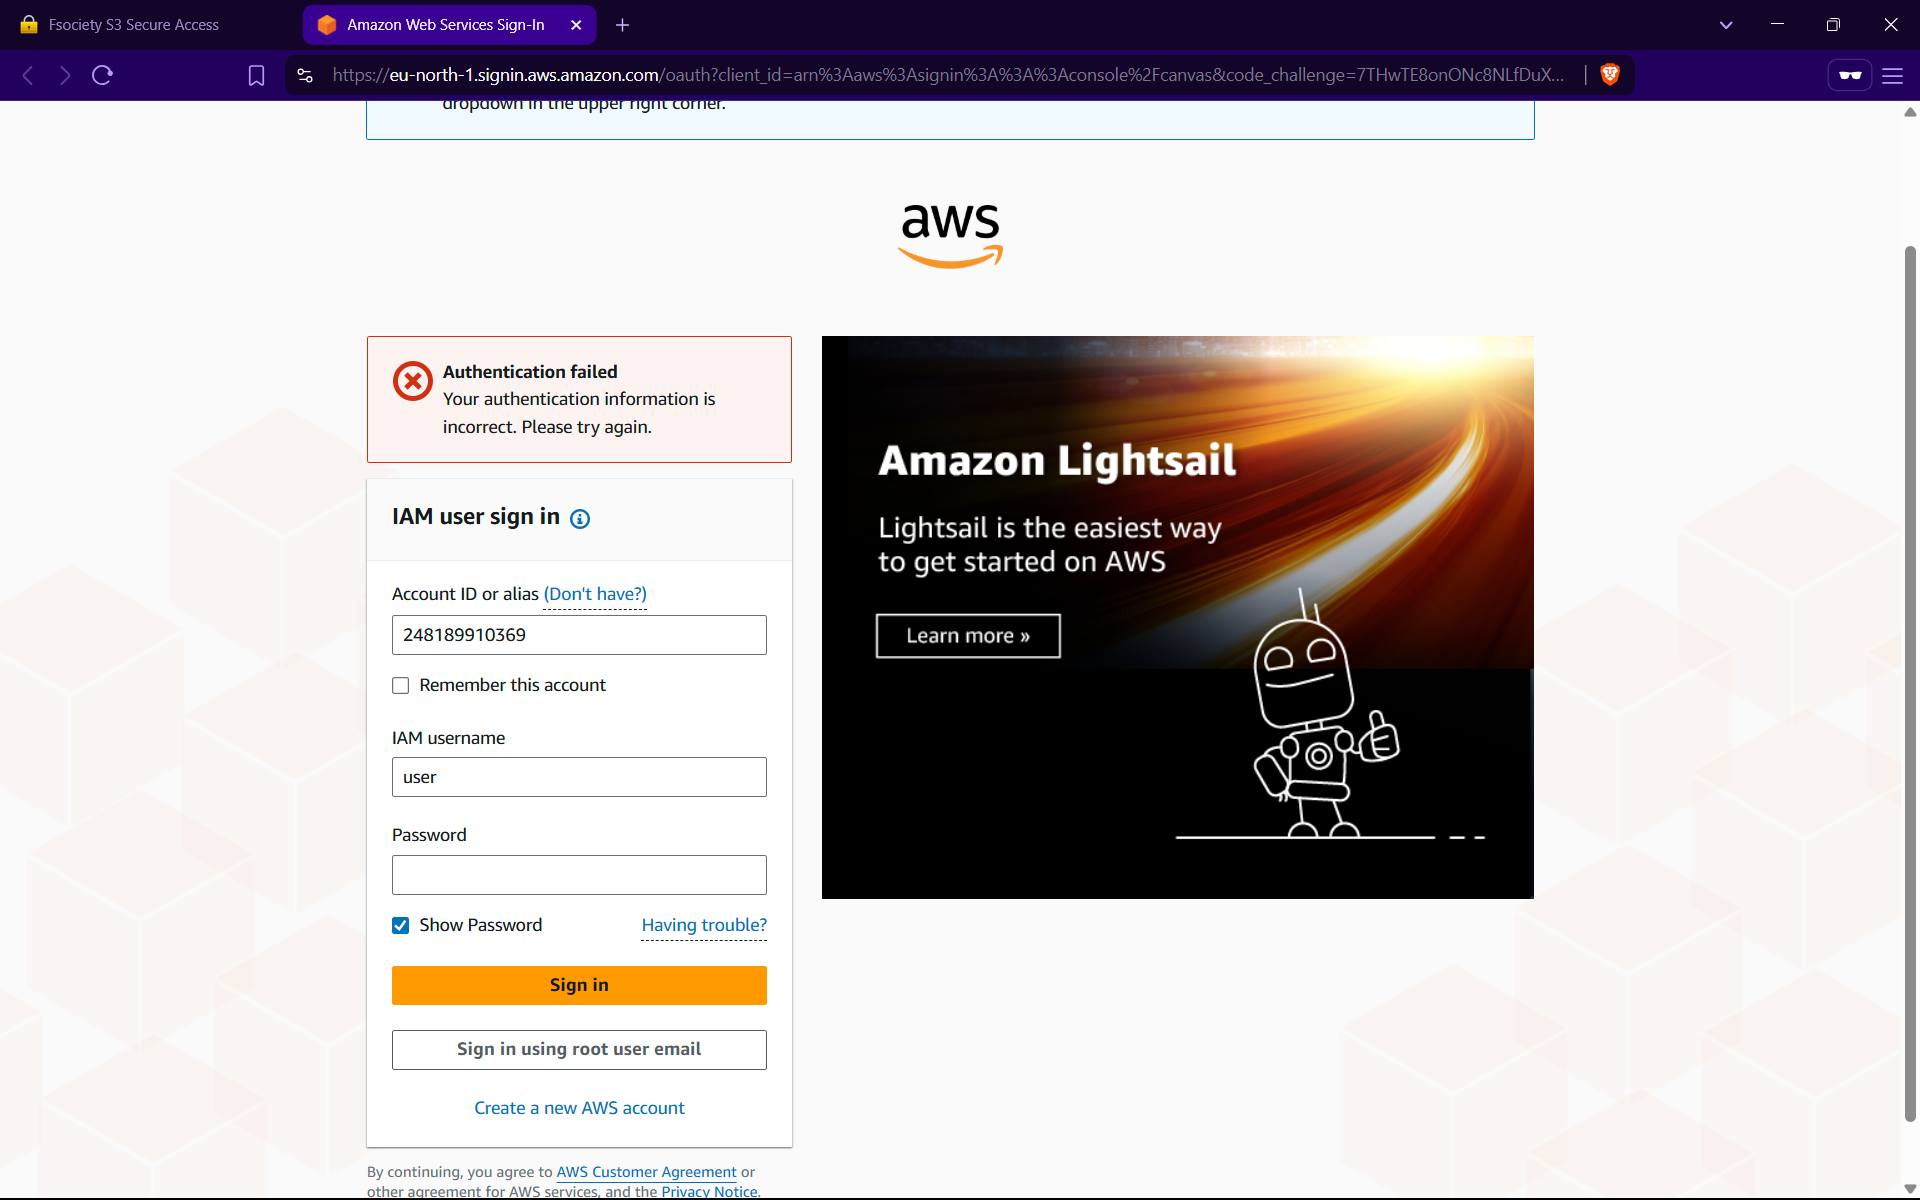 Fsociety S3 Secure Access
Amazon Web Services Sign-In
https://eu-north-1.signin.aws.amazon.com/oauth?client_id=arn%3Aaws%3Asignin%3A%3A%3Aconsole%2Fcanvas&code_challenge=7THwTE8onONc8NLfDuX...
dropdown in the upper right corner.
aws
Authentication failed
Your authentication information is
incorrect. Please try again.
IAM user sign in
Account ID or alias (Don't have?)
248189910369
Remember this account
IAM username
user
Password
Show Password
Having trouble?
Sign in
Sign in using root user email
Create a new AWS account
By continuing, you agree to AWS Customer Agreement or
other agreement for AWS services, and the Privacy Notice.
Amazon Lightsail
Lightsail is the easiest way
to get started on AWS
Learn more »